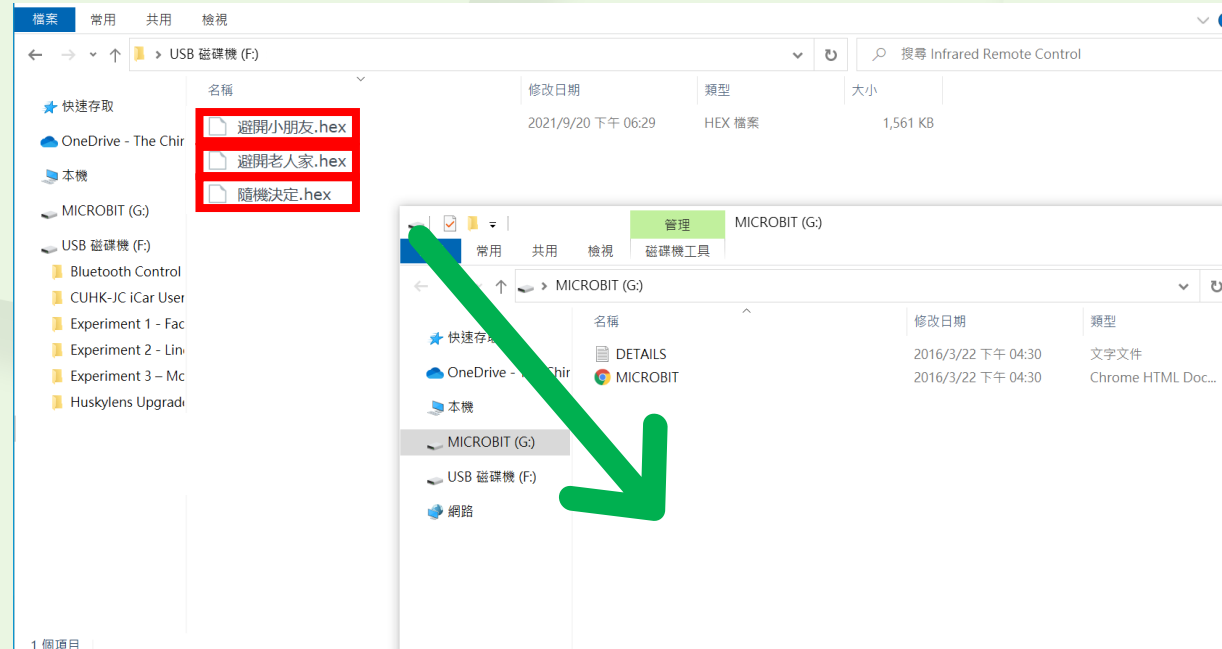 檔案 常用 共用 檢視
USB 磁碟機 (F:)
搜尋 Infrared Remote Control
名稱 修改日期 類型 大小
快速存取
OneDrive - The Chir
本機
MICROBIT (G:)
USB 磁碟機 (F:)
Bluetooth Control
CUHK-JC iCar User
Experiment 1 - Fac
Experiment 2 - Lin
Experiment 3 – Mc
Huskylens Upgrad
避開小朋友.hex 2021/9/20 下午 06:29 HEX 檔案 1,561 KB
避開老人家.hex
隨機決定.hex
1 個項目
管理 MICROBIT (G:)
常用 共用 檢視 磁碟機工具
MICROBIT (G:)
名稱 修改日期 類型
快速存
OneDrive - Chir
本機
MICROBIT (G:)
USB 磁碟機 (F:)
網路
DETAILS 2016/3/22 下午 04:30 文字文件
MICROBIT 2016/3/22 下午 04:30 Chrome HTML Doc...